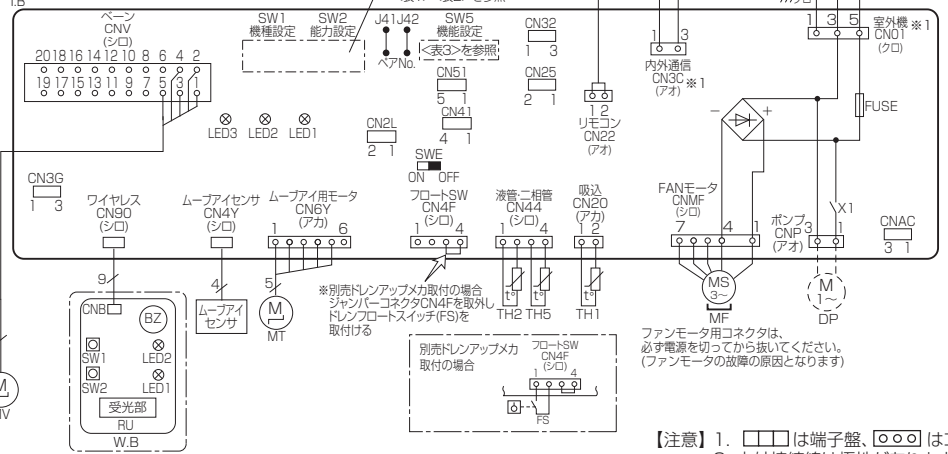 I.B
ベーン
CNV
(シロ)
20 18 16 14 12 10 8 6 4 2
19 17 15 13 11 9 7 5 3 1
SW1
機種設定
SW2
能力設定
J41 J42
ペアNo.
SW5
機能設定
<表3>を参照
CN32
1 3
CN51
5 1
CN25
2 1
CN41
4 1
CN2L
2 1
SWE
ON OFF
LED3 LED2 LED1
1 2
リモコン
CN22
(アオ)
1 3
内外通信
CN3C ※1
(アオ)
1 3 5
室外機 ※1
CN01
(クロ)
FUSE
− +
X1
CN3G
1 3
ワイヤレス
CN90
(シロ)
ムーブアイセンサ
CN4Y
(シロ)
ムーブアイ用モータ
CN6Y
(アカ)
1 6
フロートSW
CN4F
(シロ)
1 4
液管・二相管
CN44
(シロ)
1 4
吸込
CN20
(アカ)
1 2
FANモータ
CNMF
(シロ)
7 4 1
ポンプ
CNP
(アオ)
3 1
CNAC
3 1
9
4
5
CNB
BZ
SW1
SW2
LED2
LED1
受光部
RU
W.B
ムーブアイ
センサ
M
MT
※別売ドレンアップメカ取付の場合
ジャンパーコネクタCN4Fを取外し
ドレンフロートスイッチ(FS)を
取付ける
t° t° t°
TH2 TH5 TH1
MS
3~
MF
M
1~
DP
ファンモータ用コネクタは、
必ず電源を切ってから抜いてください。
(ファンモータの故障の原因となります)
別売ドレンアップメカ
取付の場合
フロートSW
CN4F
(シロ)
1 4
FS
【注意】1. は端子盤、 は